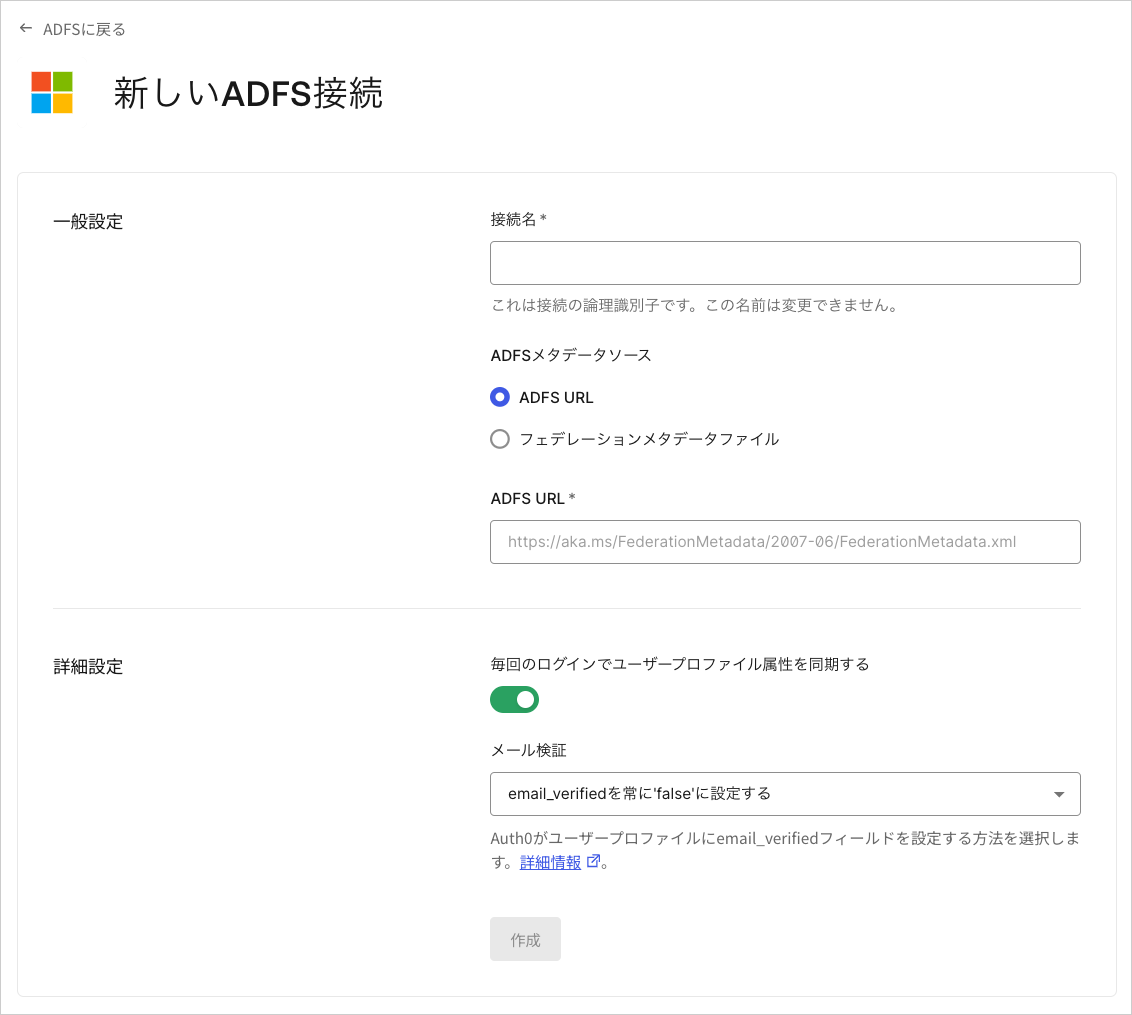 ← ADFSに戻る
新しいADFS接続
一般設定
接続名*
これは接続の論理識別子です。この名前は変更できません。
ADFSメタデータソース
ADFS URL
フェデレーションメタデータファイル
ADFS URL*
https://aka.ms/FederationMetadata/2007-06/FederationMetadata.xml
詳細設定
毎回のログインでユーザープロファイル属性を同期する
メール検証
email_verifiedを常に'false'に設定する
Auth0がユーザープロファイルにemail_verifiedフィールドを設定する方法を選択しま
す。詳細情報。
作成